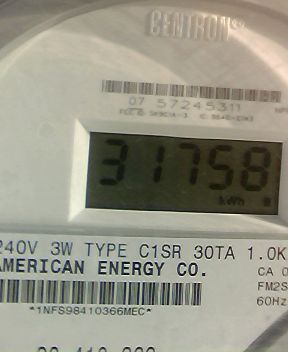 CENTRON®
07 57245311
31758
kWh
240V 3W TYPE C1SR 30TA 1.0K
AMERICAN ENERGY CO.
CA 0
FM2S
60Hz
*1NFS98410366MEC*